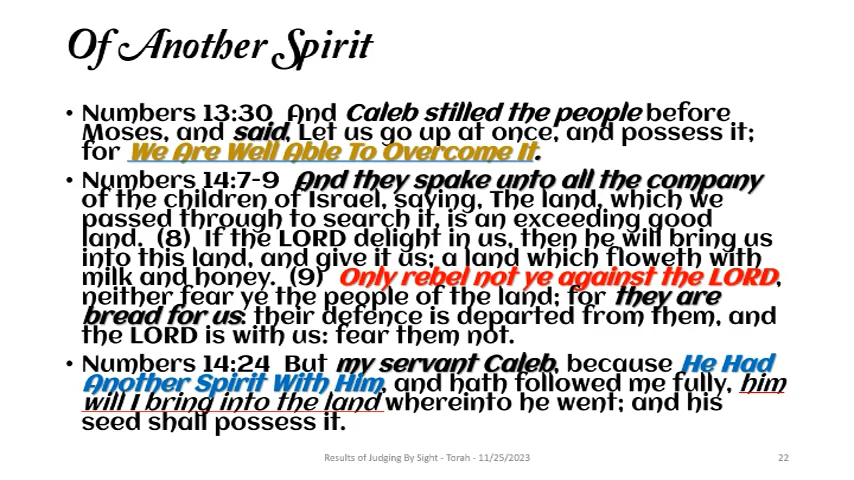 Of Another Spirit
• Numbers 13:30 And Caleb stilled the people before
Moses, and said, Let us go up at once, and possess it;
for We Are Well Able To Overcome It.
• Numbers 14:7-9 And they spake unto all the company
of the children of Israel, saying, The land, which we
passed through to search it, is an exceeding good
land. (8) If the LORD delight in us, then he will bring us
into this land, and give it us; a land which floweth with
milk and honey. (9) Only rebel not ye against the LORD,
neither fear ye the people of the land; for they are
bread for us: their defence is departed from them, and
the LORD is with us: fear them not.
• Numbers 14:24 But my servant Caleb, because He Had
Another Spirit With Him, and hath followed me fully, him
will I bring into the land whereinto he went; and his
seed shall possess it.
Results of Judging By Sight - Torah - 11/25/2023
22